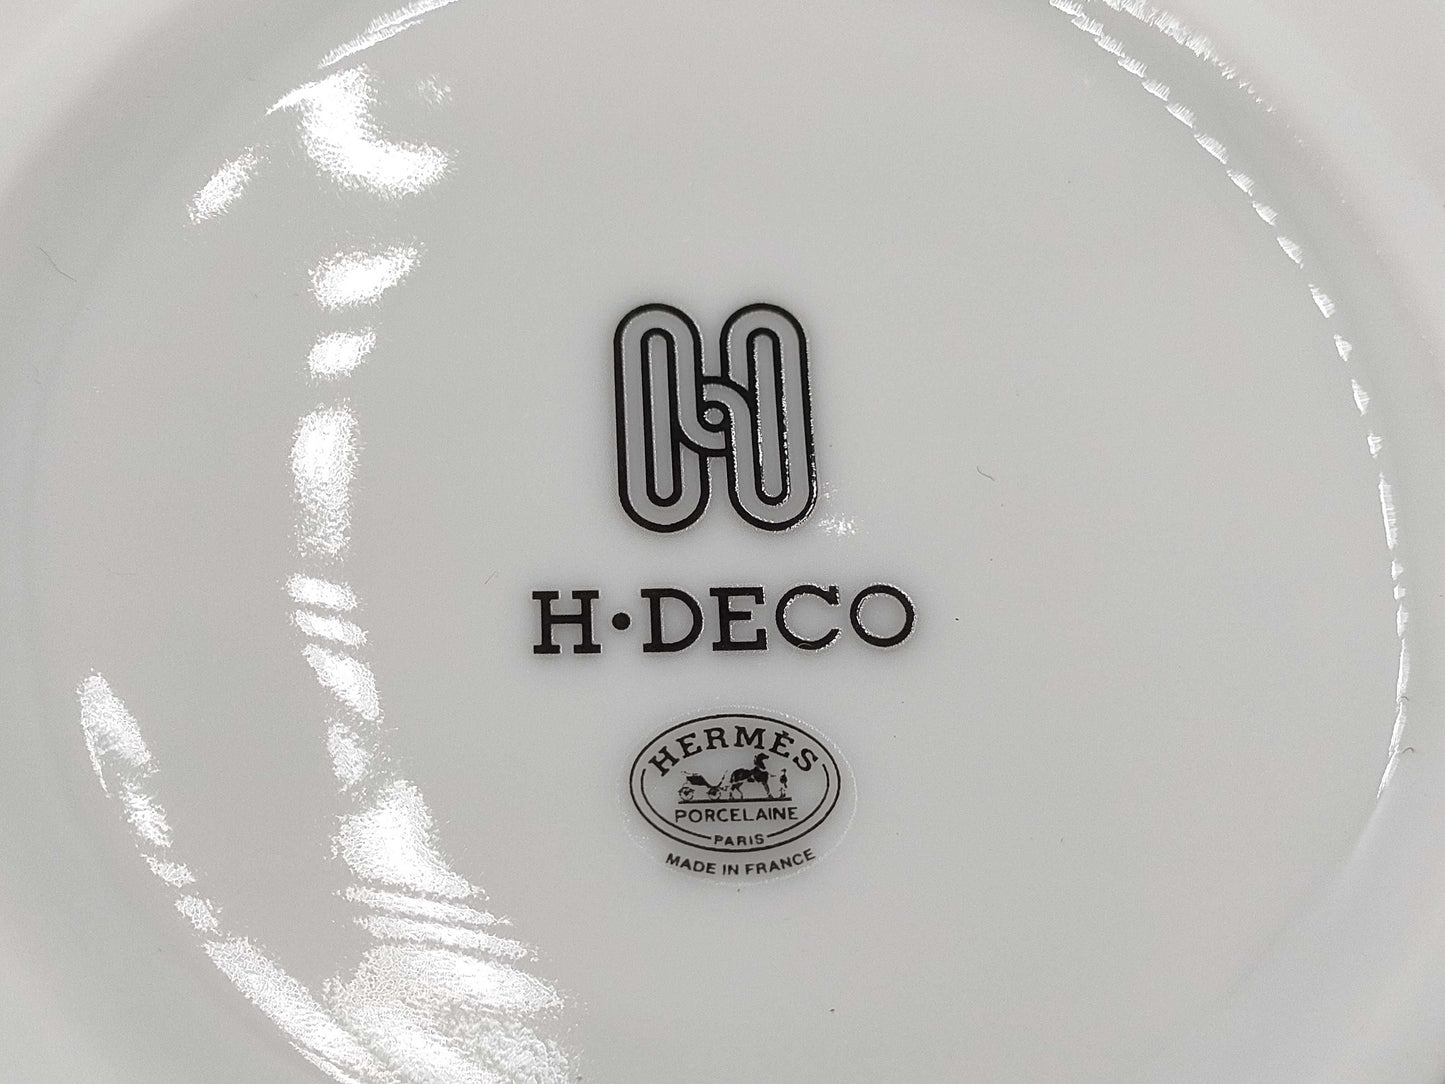 H·DECO
HERMÈS
PORCELAINE
PARIS
MADE IN FRANCE